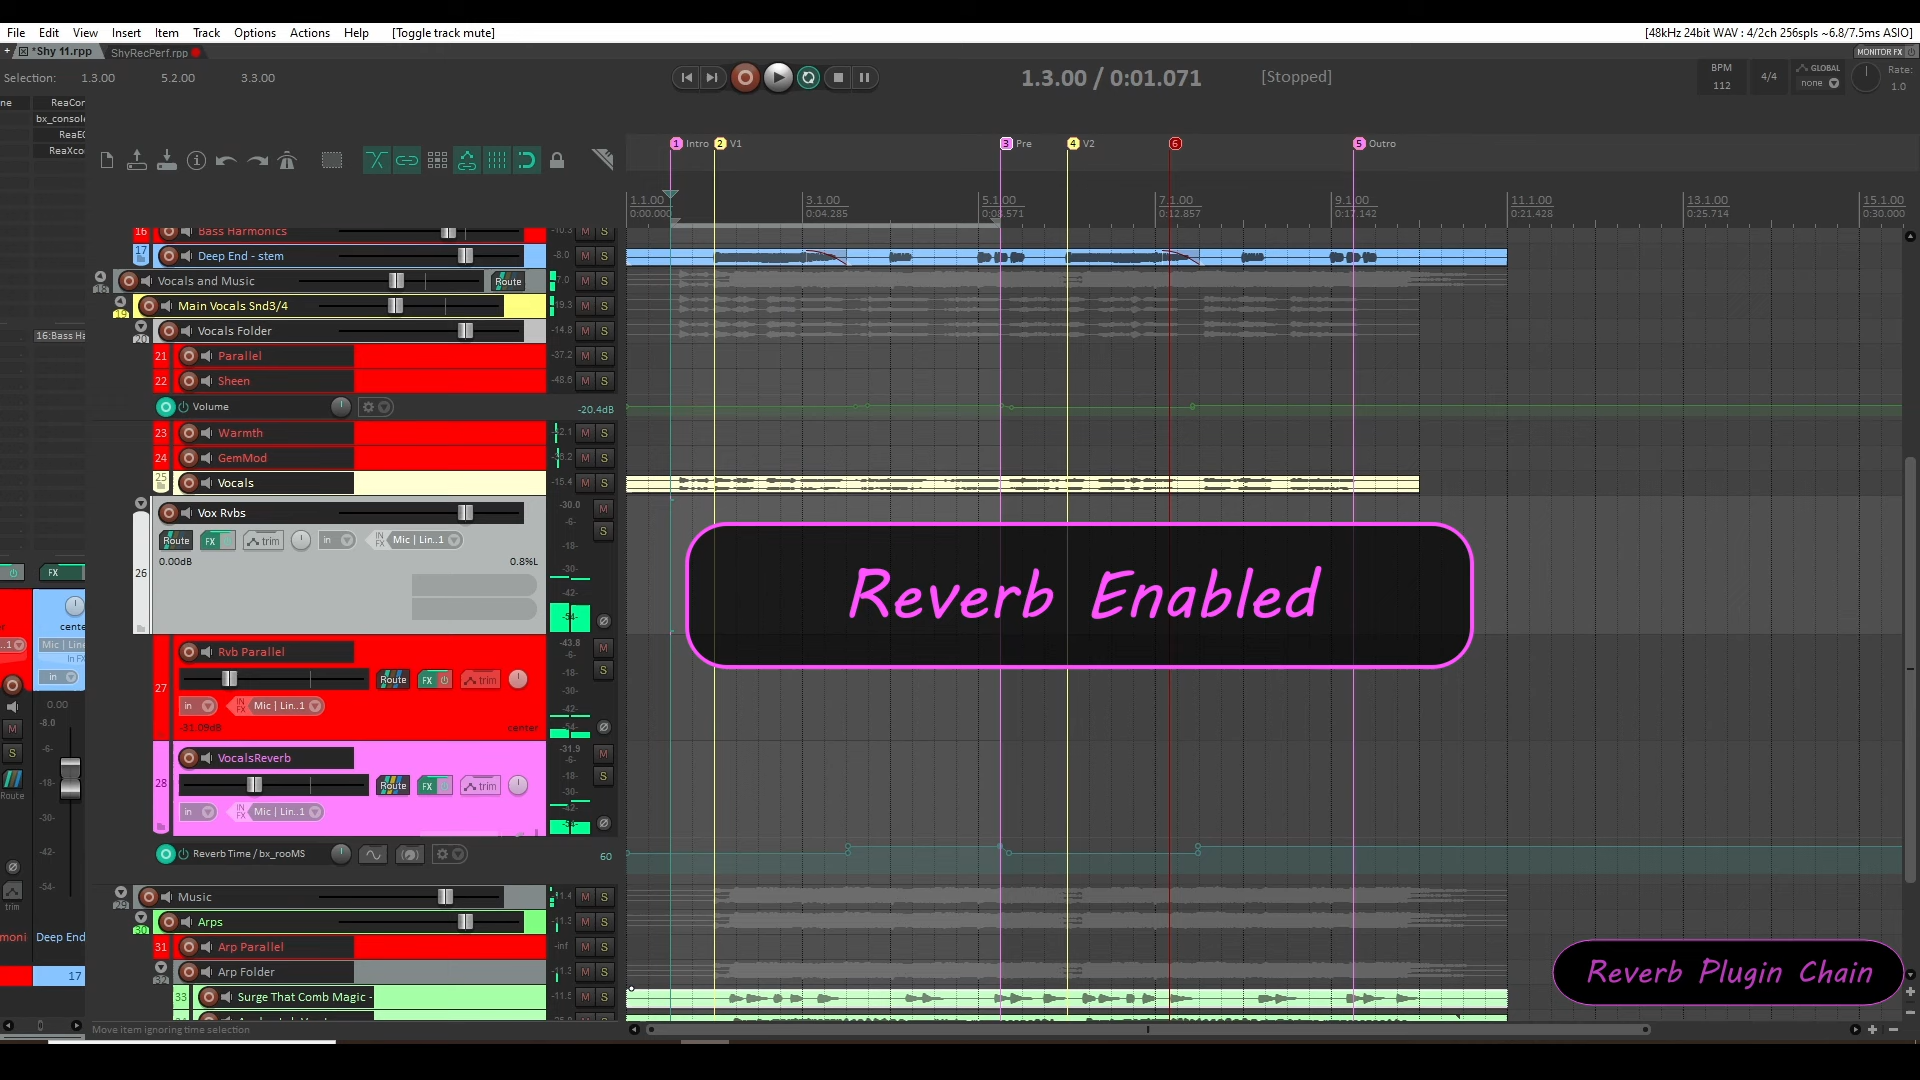 File Edit View Insert Item Track Options Actions Help [Toggle track mute] [48kHz 24bit WAV : 4/2ch 256spls ~6.8/7.5ms ASIO]
+ *Shy 11.rpp ShyRecPerf.rpp MONITOR FX
Selection: 1.3.00 5.2.00 3.3.00 1.3.00 / 0:01.071 [Stopped] BPM 112 4/4 GLOBAL none Rate: 1.0
ne ReaCor
bx_console
ReaEC
ReaXco
1 Intro 2 V1 3 Pre 4 V2 6 5 Outro
1.1.00 3.1.00 5.1.00 7.1.00 9.1.00 11.1.00 13.1.00 15.1.00
0:00.000 0:04.285 0:08.571 0:12.857 0:17.142 0:21.428 0:25.714 0:30.000
16 Bass Harmonics -10.3 M S
17 Deep End - stem -8.0 M S
18 Vocals and Music Route -7.0 M S
19 Main Vocals Snd3/4 M S
20 Vocals Folder -14.8 M S
16:Bass Ha
21 Parallel -37.2 M S
22 Sheen -48.6 M S
Volume -20.4dB
23 Warmth M S
24 GemMod M S
25 Vocals -15.4 M S
26 Vox Rvbs -30.0 M
Route FX trim in IN FX Mic | Lin..1
0.00dB 0.8%L
-6- -18- -30- -42- -54-
S
Reverb Enabled
27 Rvb Parallel -43.8 M
Route FX trim
in IN FX Mic | Lin..1
-31.09dB center
-6- -18- -30- -42- -54-
S
28 VocalsReverb -31.9 M
Route FX trim
in IN FX Mic | Lin..1
-6- -18- -30- -42-
S
Reverb Time / bx_rooMS 60
29 Music M S
30 Arps -11.3 M S
31 Arp Parallel -inf M S
32 Arp Folder -11.3 M S
33 Surge That Comb Magic - M S
FX
center
..1 Mic | Line
In FX
in
0.00
-8.0
M -6-
S
-18-
Route
-30-
-42-
-54-
trim
moni Deep End
17
Reverb Plugin Chain
Move item ignoring time selection